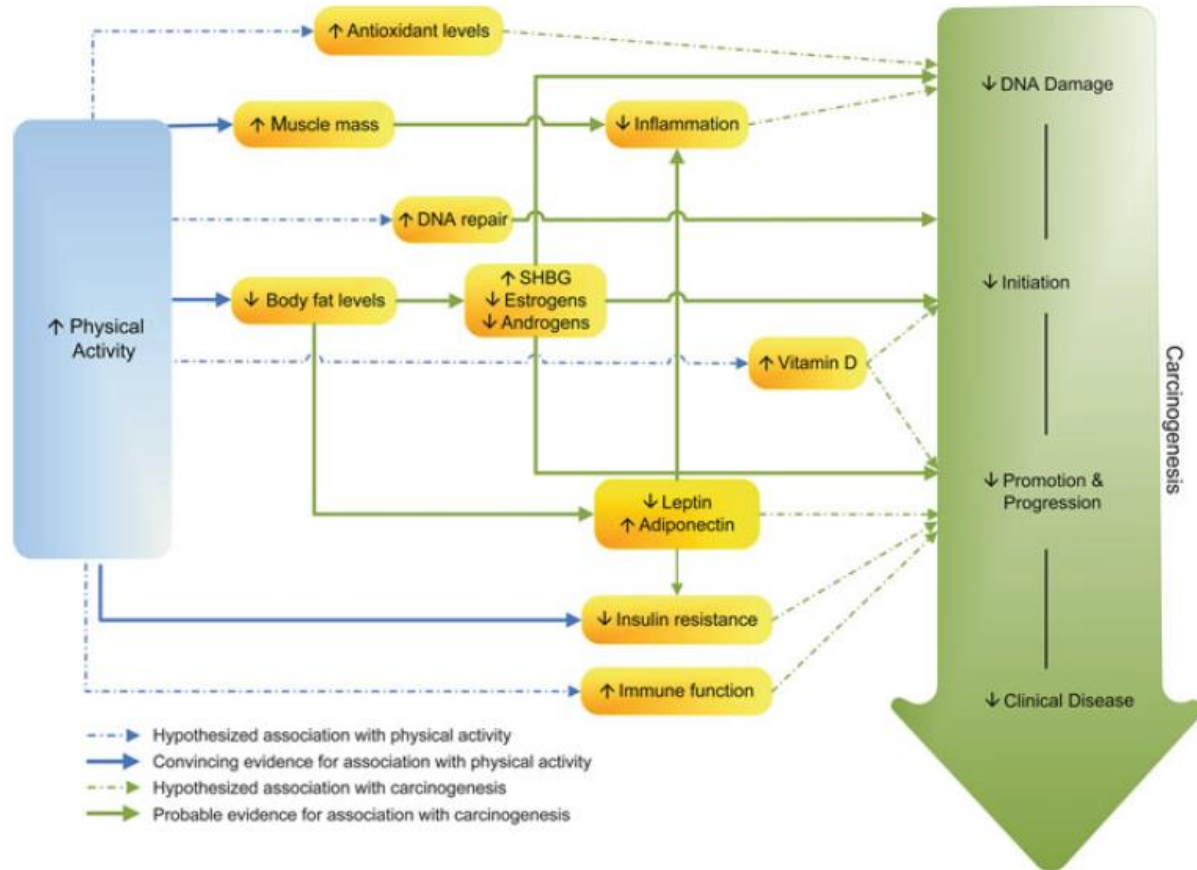 ↑ Antioxidant levels
↓ DNA Damage
↑ Muscle mass
↓ Inflammation
↑ DNA repair
↑ SHBG
↓ Estrogens
↓ Androgens
↓ Body fat levels
↓ Initiation
↑ Physical
Activity
↑ Vitamin D
Carcinogenesis
↓ Leptin
↑ Adiponectin
↓ Promotion &
Progression
↓ Insulin resistance
↑ Immune function
↓ Clinical Disease
Hypothesized association with physical activity
Convincing evidence for association with physical activity
Hypothesized association with carcinogenesis
Probable evidence for association with carcinogenesis